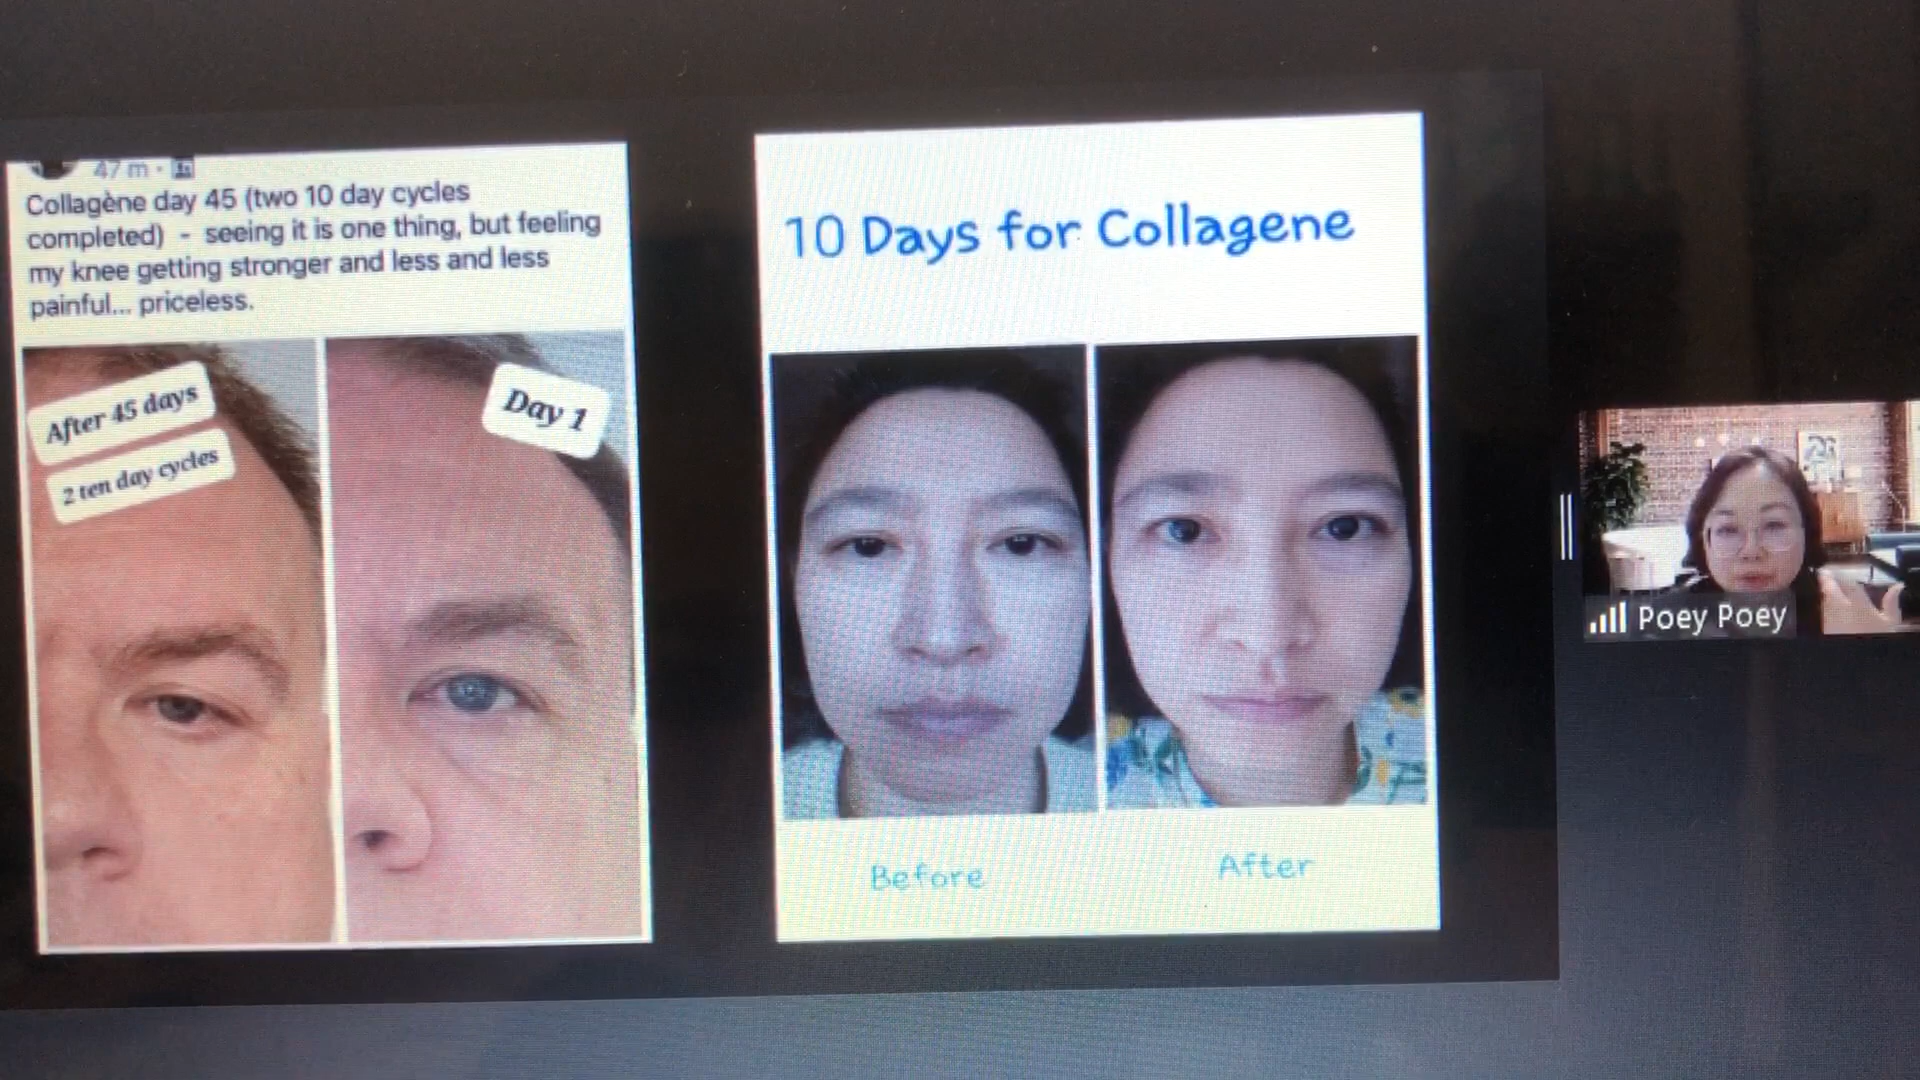 47 m
Collagène day 45 (two 10 day cycles
completed) - seeing it is one thing, but feeling
my knee getting stronger and less and less
painful... priceless.
After 45 days
2 ten day cycles
Day 1
10 Days for Collagene
Before
After
Poey Poey